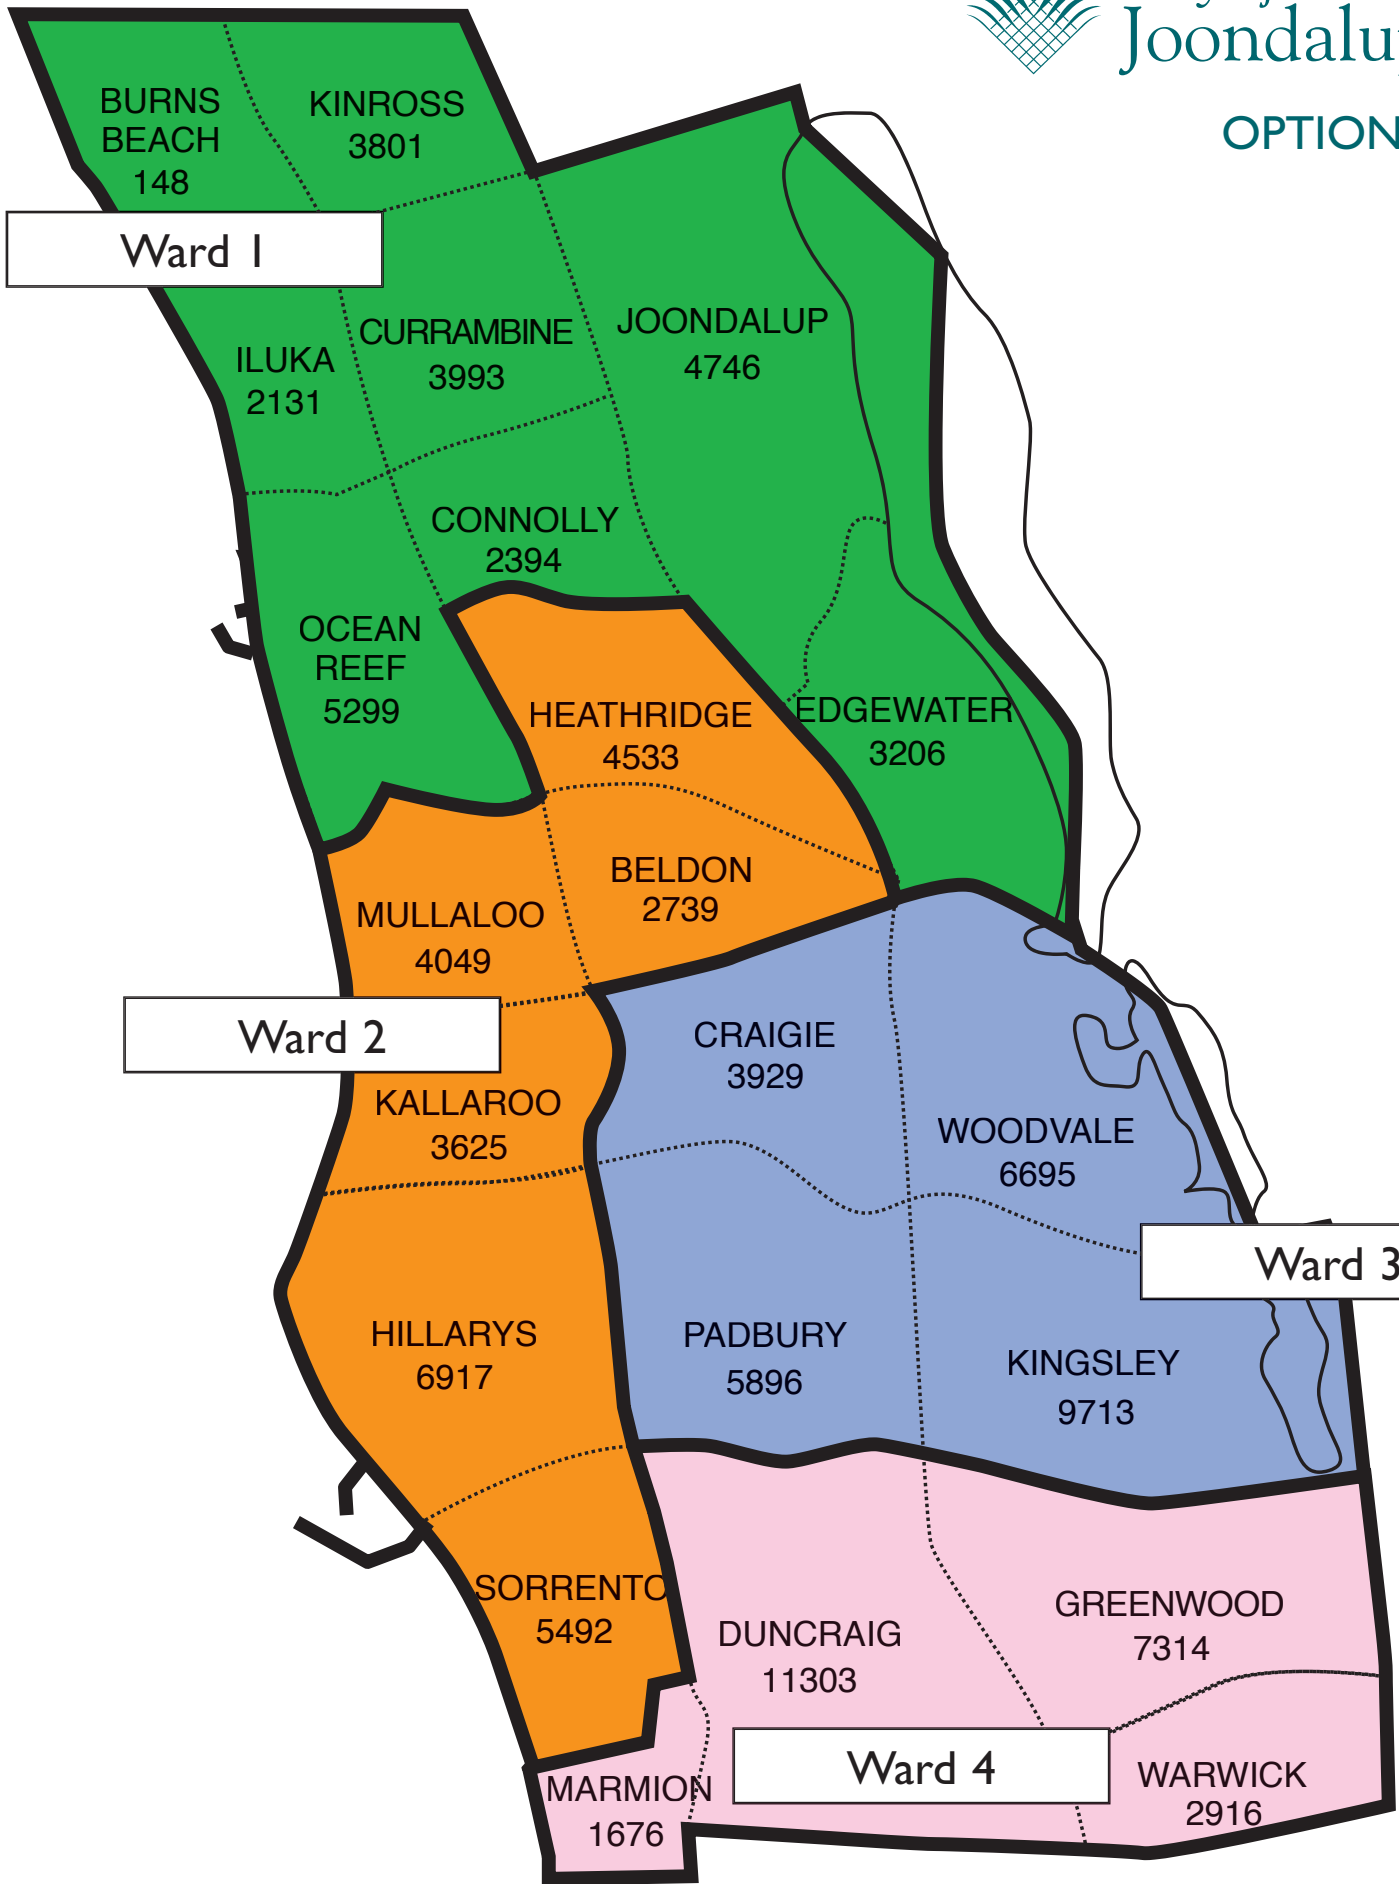 Joondalup
OPTION
BURNS
BEACH
148
KINROSS
3801
Ward 1
ILUKA
2131
CURRAMBINE
3993
JOONDALUP
4746
CONNOLLY
2394
OCEAN
REEF
5299
HEATHRIDGE
4533
EDGEWATER
3206
BELDON
2739
MULLALOO
4049
Ward 2
CRAIGIE
3929
KALLAROO
3625
WOODVALE
6695
Ward 3
HILLARYS
6917
PADBURY
5896
KINGSLEY
9713
SORRENTO
5492
DUNCRAIG
11303
GREENWOOD
7314
Ward 4
MARMION
1676
WARWICK
2916